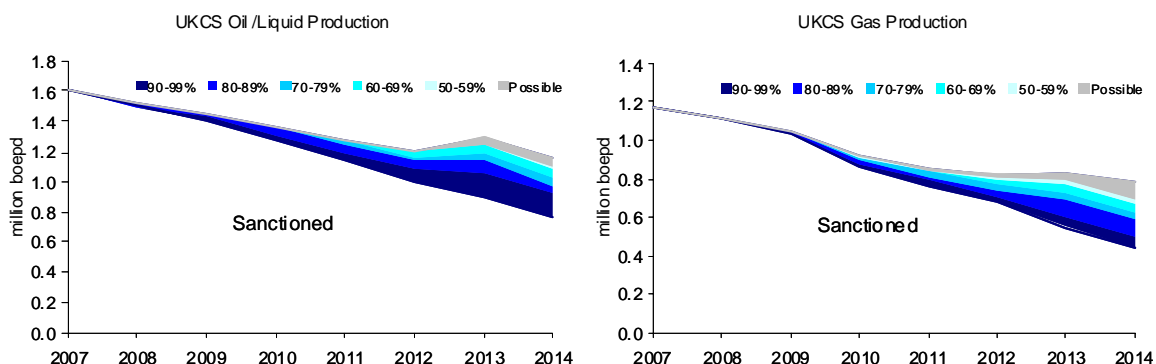 UKCS Oil /Liquid Production
million boepd
1.8
1.6
1.4
1.2
1.0
0.8
0.6
0.4
0.2
0.0
90-99% 80-89% 70-79% 60-69% 50-59% Possible
Sanctioned
2007 2008 2009 2010 2011 2012 2013 2014
UKCS Gas Production
million boepd
1.4
1.2
1.0
0.8
0.6
0.4
0.2
0.0
90-99% 80-89% 70-79% 60-69% 50-59% Possible
Sanctioned
2007 2008 2009 2010 2011 2012 2013 2014